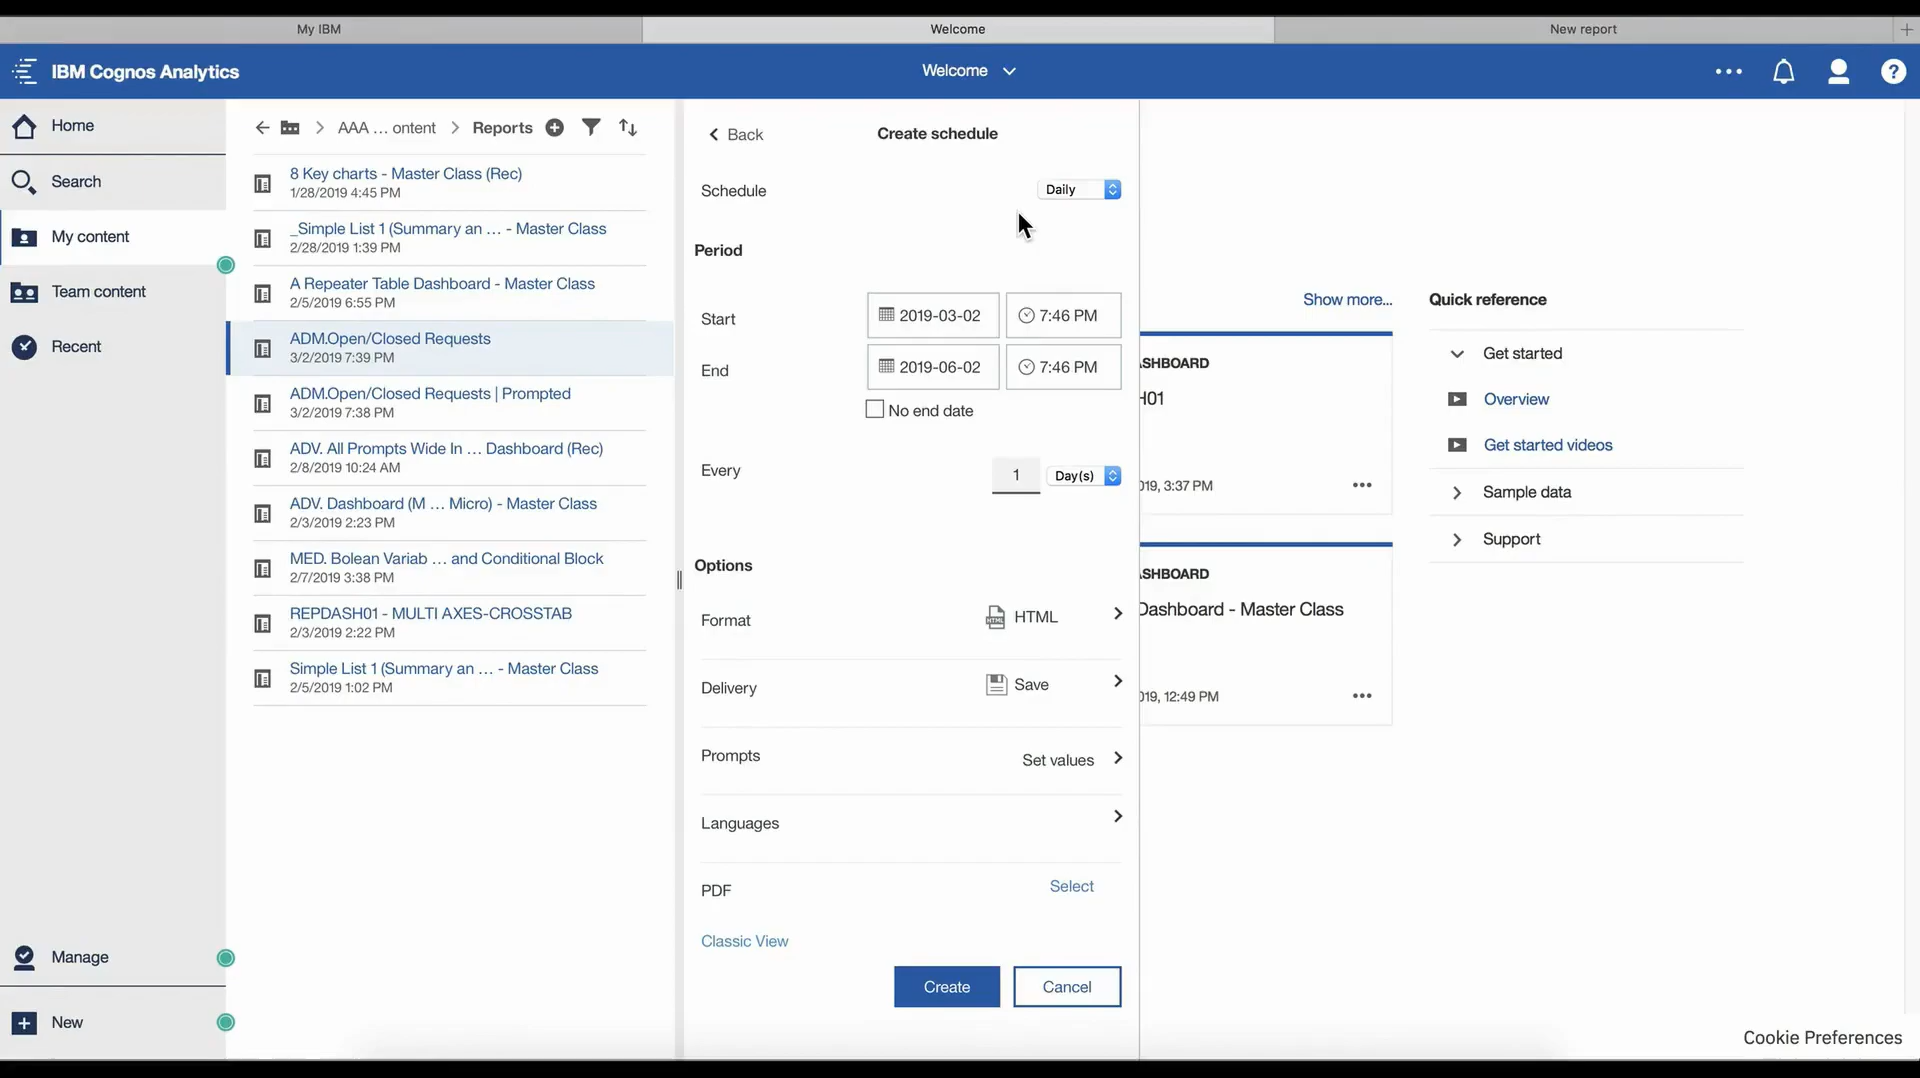 My IBM
Welcome
New report
IBM Cognos Analytics
Welcome
Home
Search
My content
Team content
Recent
Manage
New
AAA ... ontent
Reports
8 Key charts - Master Class (Rec)
1/28/2019 4:45 PM
_Simple List 1 (Summary an ... - Master Class
2/28/2019 1:39 PM
A Repeater Table Dashboard - Master Class
2/5/2019 6:55 PM
ADM.Open/Closed Requests
3/2/2019 7:39 PM
ADM.Open/Closed Requests | Prompted
3/2/2019 7:38 PM
ADV. All Prompts Wide In ... Dashboard (Rec)
2/8/2019 10:24 AM
ADV. Dashboard (M ... Micro) - Master Class
2/3/2019 2:23 PM
MED. Bolean Variab ... and Conditional Block
2/7/2019 3:38 PM
REPDASH01 - MULTI AXES-CROSSTAB
2/3/2019 2:22 PM
Simple List 1 (Summary an ... - Master Class
2/5/2019 1:02 PM
Back
Create schedule
Schedule
Daily
Period
Start
2019-03-02
7:46 PM
End
2019-06-02
7:46 PM
No end date
Every
1
Day(s)
Options
Format
HTML
HTML
Delivery
Save
Prompts
Set values
Languages
PDF
Select
Classic View
Create
Cancel
Show more...
ASHBOARD
H01
019, 3:37 PM
ASHBOARD
Dashboard - Master Class
019, 12:49 PM
Quick reference
Get started
Overview
Get started videos
Sample data
Support
Cookie Preferences